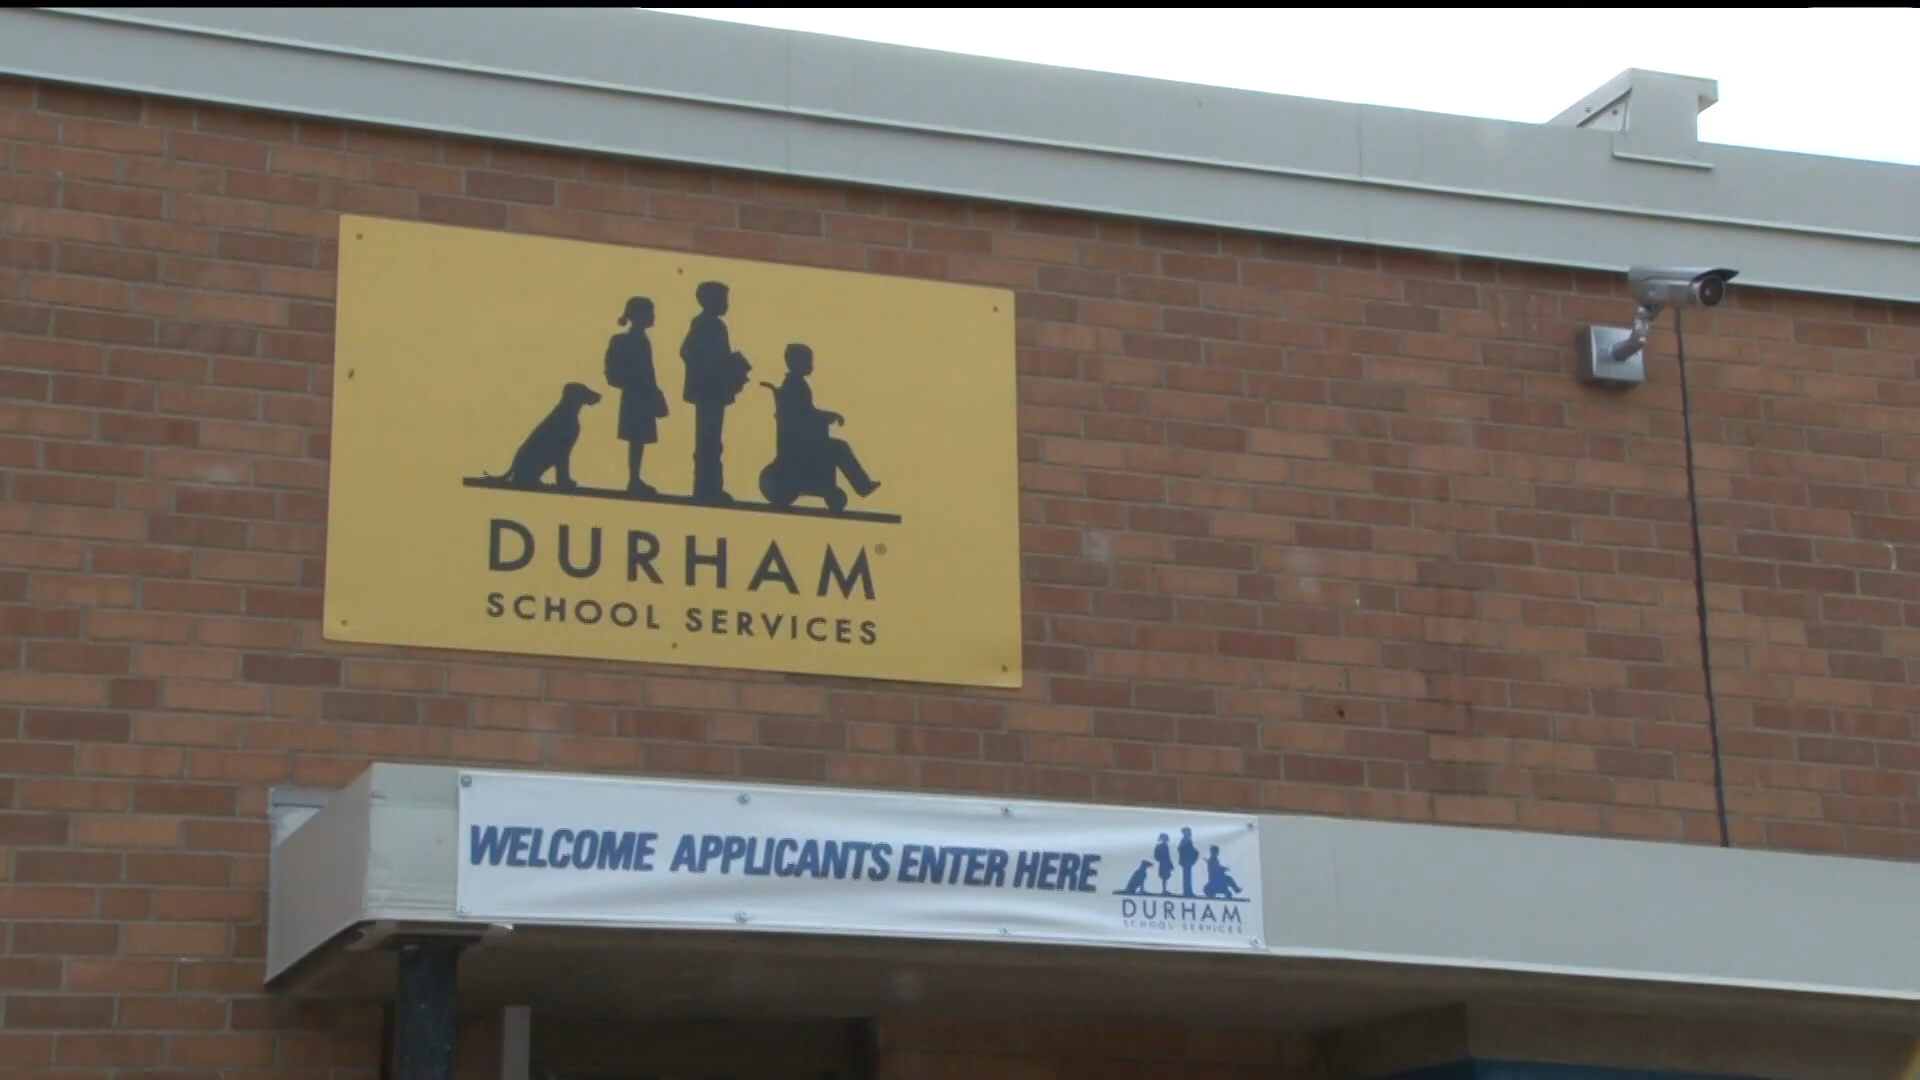 DURHAM®
SCHOOL SERVICES
WELCOME APPLICANTS ENTER HERE
DURHAM
SCHOOL SERVICES